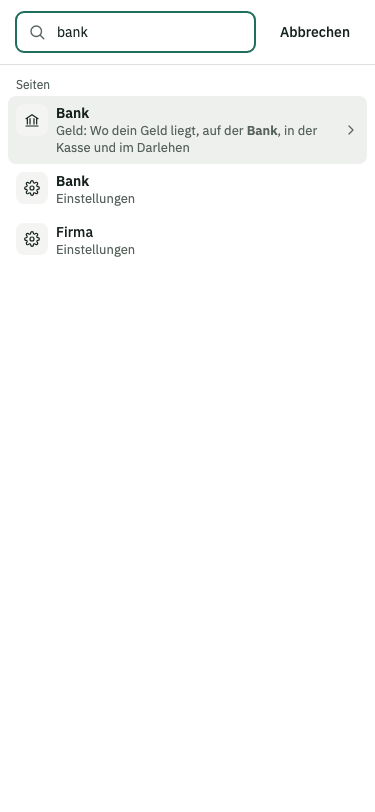 bank
Abbrechen
Seiten
Bank
Geld: Wo dein Geld liegt, auf der Bank, in der
Kasse und im Darlehen
Bank
Einstellungen
Firma
Einstellungen